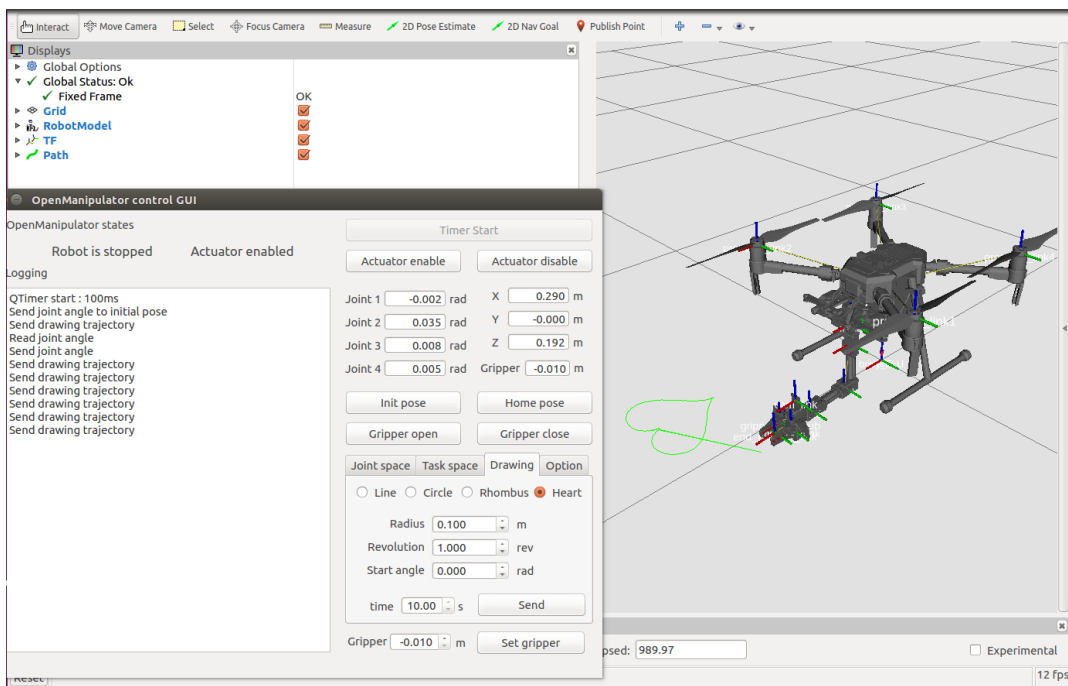 Interact Move Camera Select Focus Camera Measure 2D Pose Estimate 2D Nav Goal Publish Point
Displays
Global Options
Global Status: Ok
Fixed Frame OK
Grid
RobotModel
TF
Path
OpenManipulator control GUI
OpenManipulator states
Robot is stopped Actuator enabled
Logging
QTimer start : 100ms
Send joint angle to initial pose
Send drawing trajectory
Read joint angle
Send joint angle
Send drawing trajectory
Send drawing trajectory
Send drawing trajectory
Send drawing trajectory
Send drawing trajectory
Send drawing trajectory
Timer Start
Actuator enable Actuator disable
Joint 1 -0.002 rad X 0.290 m
Joint 2 0.035 rad Y -0.000 m
Joint 3 0.008 rad Z 0.192 m
Joint 4 0.005 rad Gripper -0.010 m
Init pose Home pose
Gripper open Gripper close
Joint space Task space Drawing Option
Line Circle Rhombus Heart
Radius 0.100 m
Revolution 1.000 rev
Start angle 0.000 rad
time 10.00 s Send
Gripper -0.010 m Set gripper
psed: 989.97 Experimental
Reset 12 fps